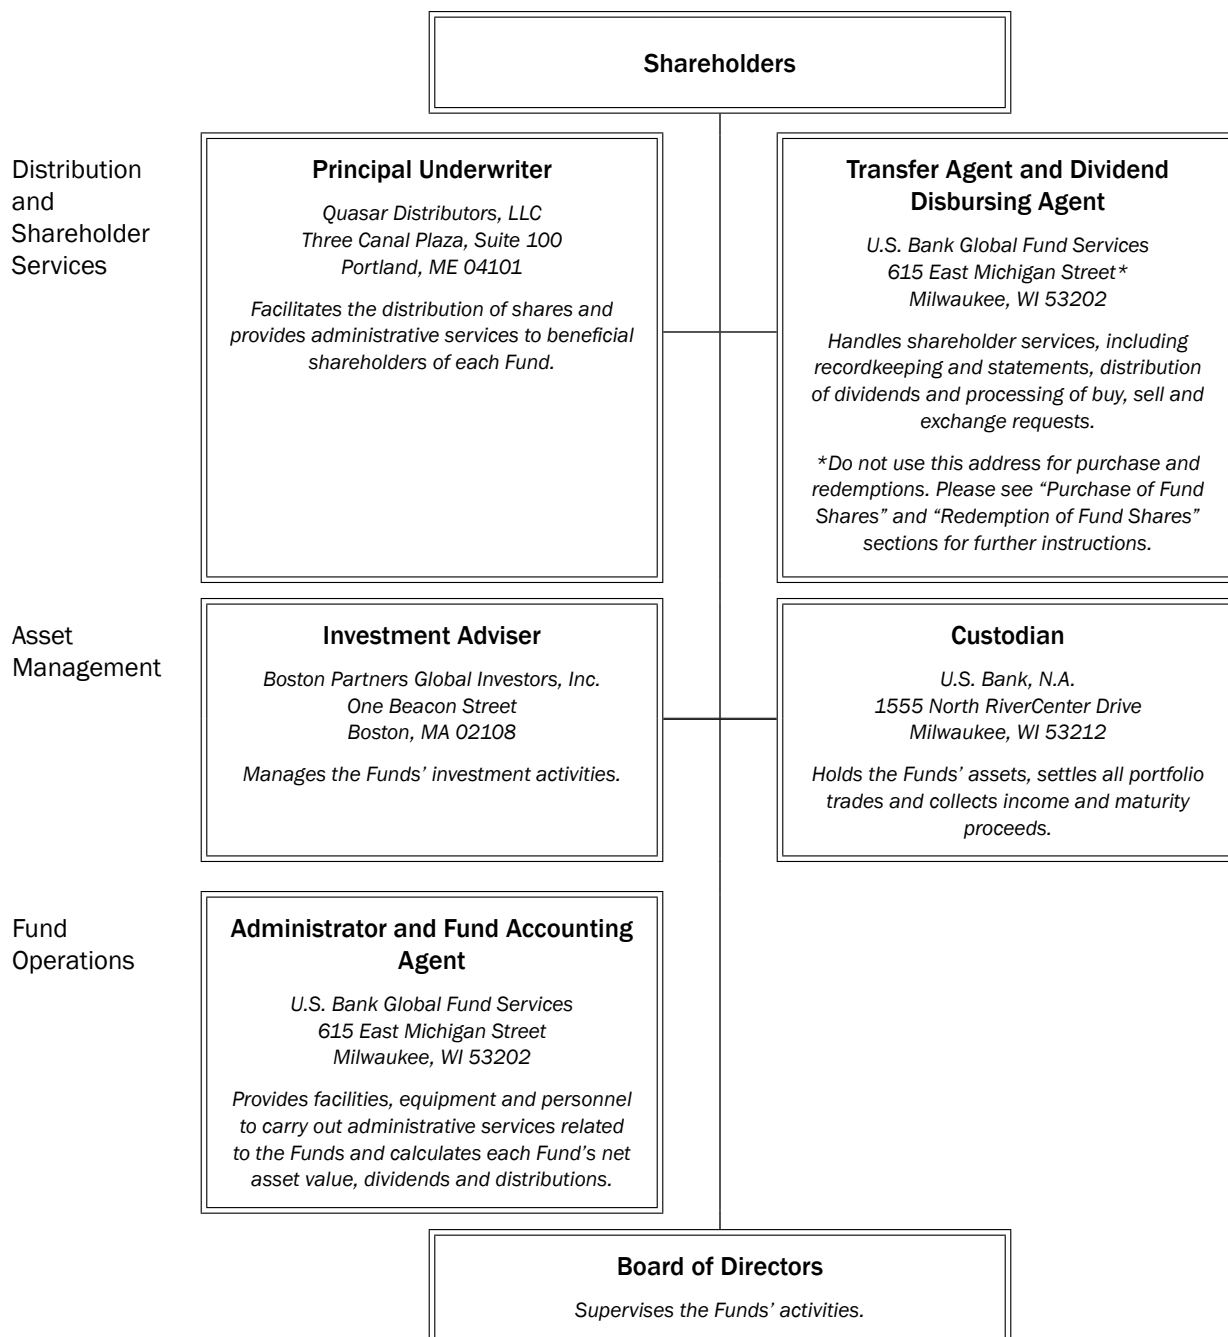 Shareholders
Distribution
and
Shareholder
Services
Principal Underwriter
Quasar Distributors, LLC
Three Canal Plaza, Suite 100
Portland, ME 04101
Facilitates the distribution of shares and
provides administrative services to beneficial
shareholders of each Fund.
Transfer Agent and Dividend
Disbursing Agent
U.S. Bank Global Fund Services
615 East Michigan Street*
Milwaukee, WI 53202
Handles shareholder services, including
recordkeeping and statements, distribution
of dividends and processing of buy, sell and
exchange requests.
*Do not use this address for purchase and
redemptions. Please see “Purchase of Fund
Shares” and “Redemption of Fund Shares”
sections for further instructions.
Asset
Management
Investment Adviser
Boston Partners Global Investors, Inc.
One Beacon Street
Boston, MA 02108
Manages the Funds’ investment activities.
Custodian
U.S. Bank, N.A.
1555 North RiverCenter Drive
Milwaukee, WI 53212
Holds the Funds’ assets, settles all portfolio
trades and collects income and maturity
proceeds.
Fund
Operations
Administrator and Fund Accounting
Agent
U.S. Bank Global Fund Services
615 East Michigan Street
Milwaukee, WI 53202
Provides facilities, equipment and personnel
to carry out administrative services related
to the Funds and calculates each Fund’s net
asset value, dividends and distributions.
Board of Directors
Supervises the Funds’ activities.